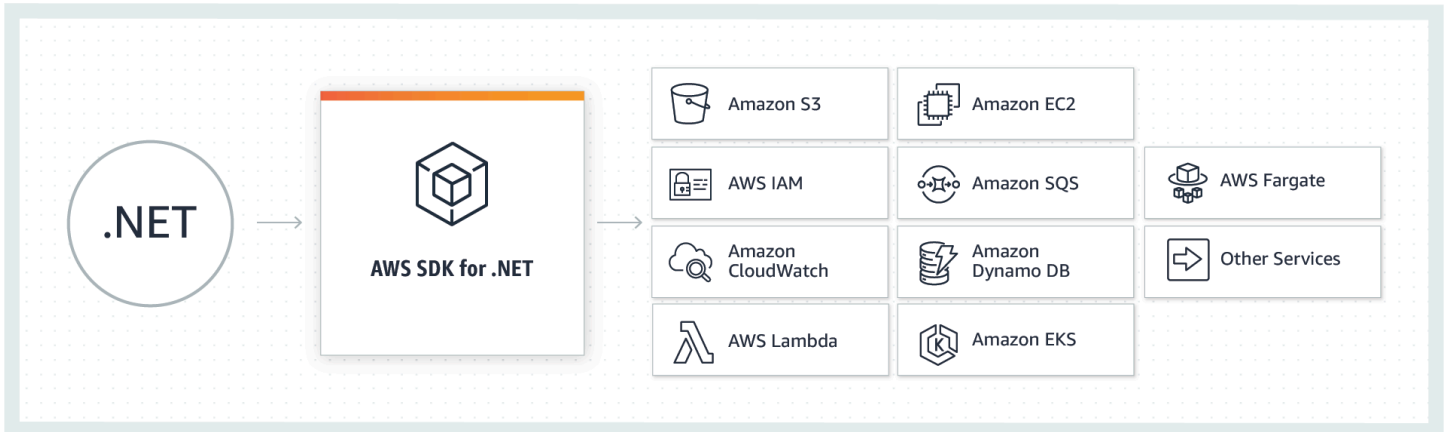 .NET
AWS SDK for .NET
Amazon S3
Amazon EC2
AWS IAM
Amazon SQS
AWS Fargate
Amazon
CloudWatch
Amazon
Dynamo DB
Other Services
AWS Lambda
K
Amazon EKS